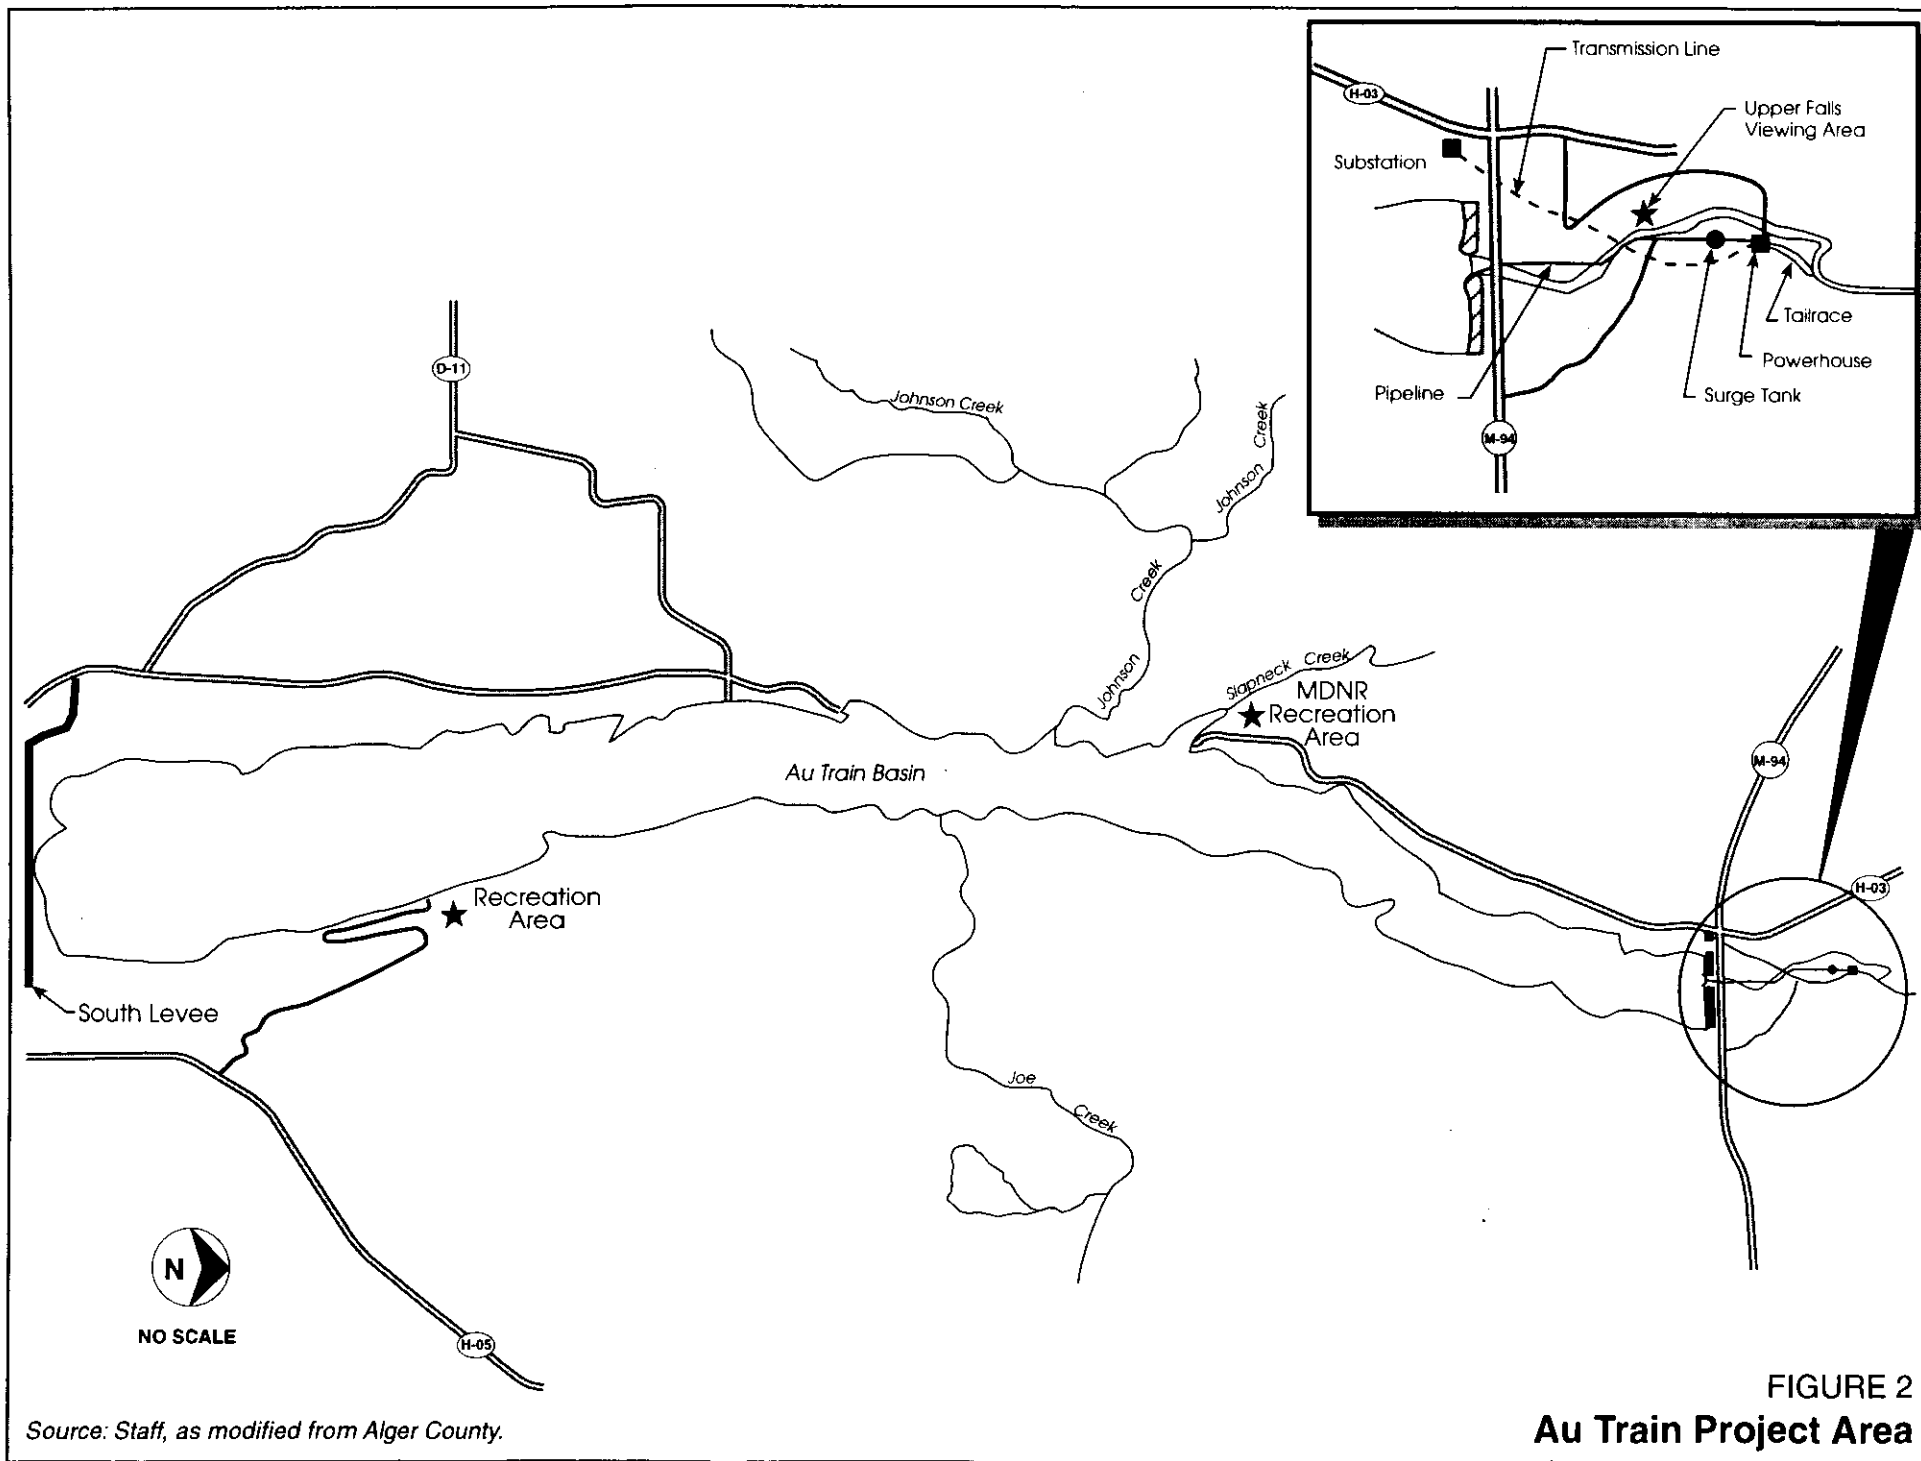 Transmission Line
H-03
Upper Falls
Viewing Area
Substation
Tailrace
Powerhouse
Pipeline
Surge Tank
M-94
D-11
Johnson Creek
Johnson Creek
Johnson Creek
Slapneck Creek
MDNR
Recreation
Area
Au Train Basin
M-94
H-03
Recreation
Area
South Levee
Joe
Creek
N
NO SCALE
H-05
FIGURE 2
Source: Staff, as modified from Alger County.
Au Train Project Area